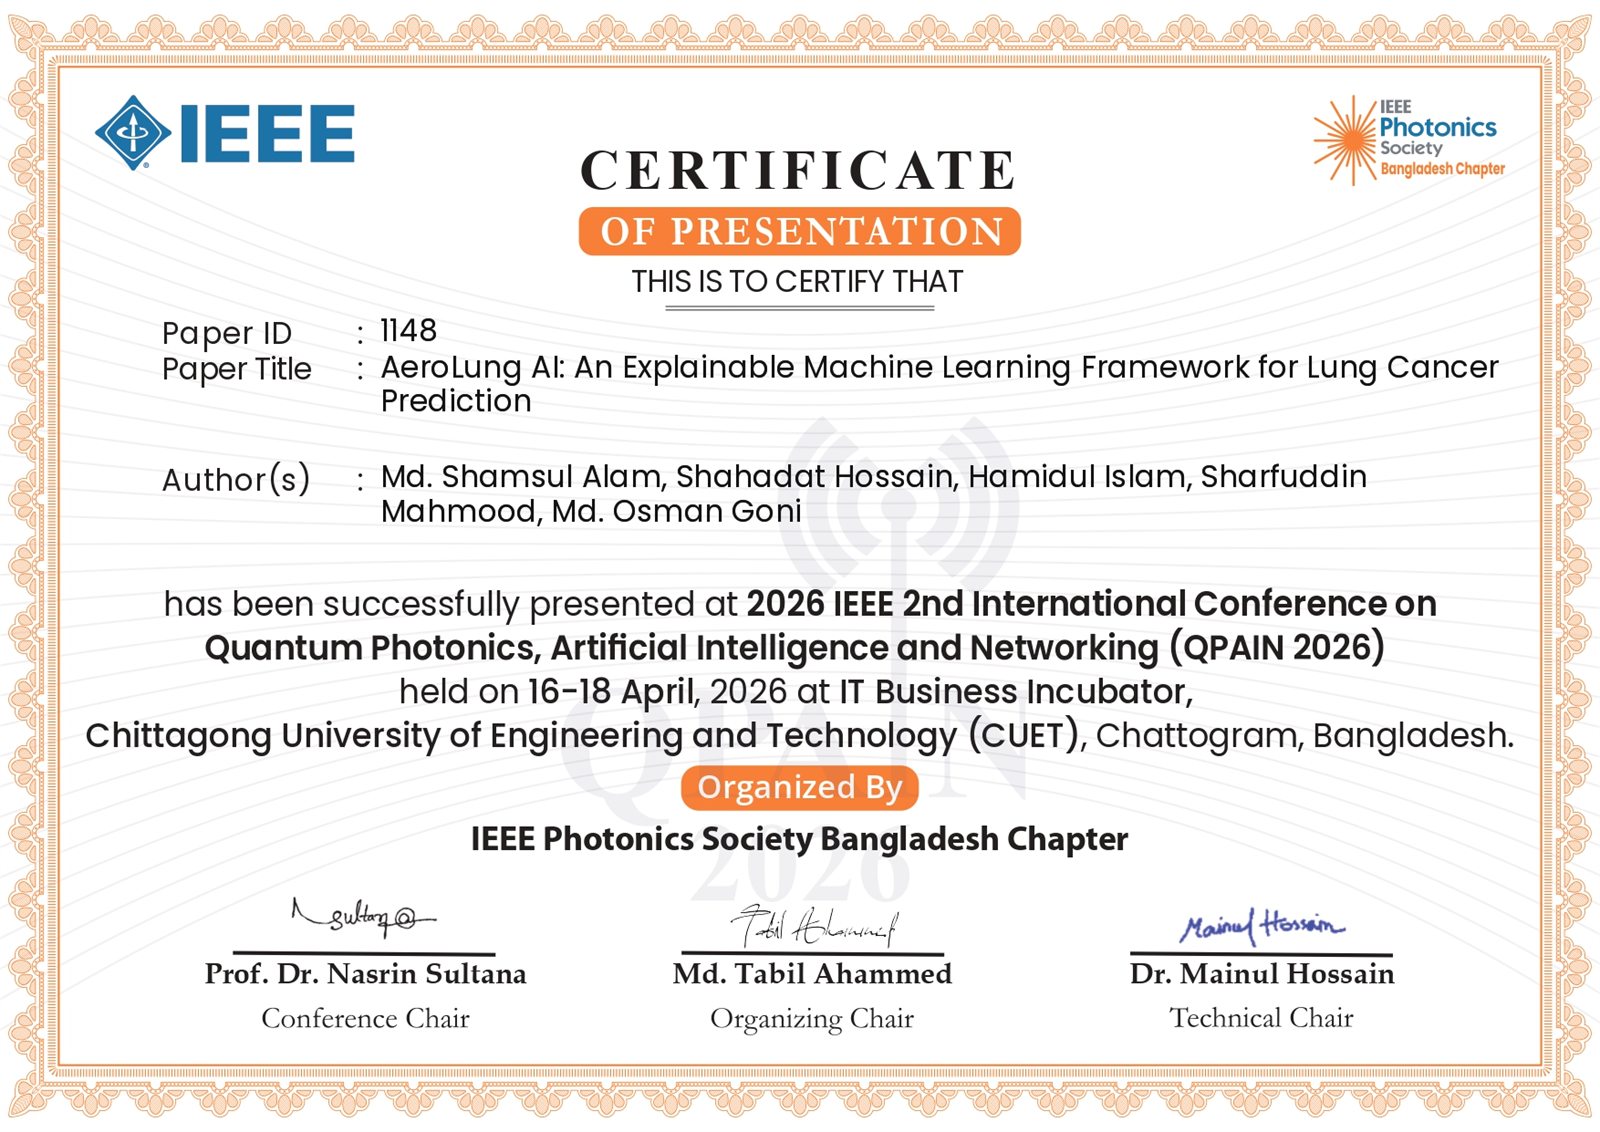 IEEE
IEEE
Photonics
Society
Bangladesh Chapter
CERTIFICATE
OF PRESENTATION
THIS IS TO CERTIFY THAT
Paper ID : 1148
Paper Title : AeroLung AI: An Explainable Machine Learning Framework for Lung Cancer
Prediction
Author(s) : Md. Shamsul Alam, Shahadat Hossain, Hamidul Islam, Sharfuddin
Mahmood, Md. Osman Goni
has been successfully presented at 2026 IEEE 2nd International Conference on
Quantum Photonics, Artificial Intelligence and Networking (QPAIN 2026)
held on 16-18 April, 2026 at IT Business Incubator,
Chittagong University of Engineering and Technology (CUET), Chattogram, Bangladesh.
QPAIN
Organized By
IEEE Photonics Society Bangladesh Chapter
2026
Nsultana
Tabil Ahammed
Mainul Hossain
Prof. Dr. Nasrin Sultana
Md. Tabil Ahammed
Dr. Mainul Hossain
Conference Chair
Organizing Chair
Technical Chair